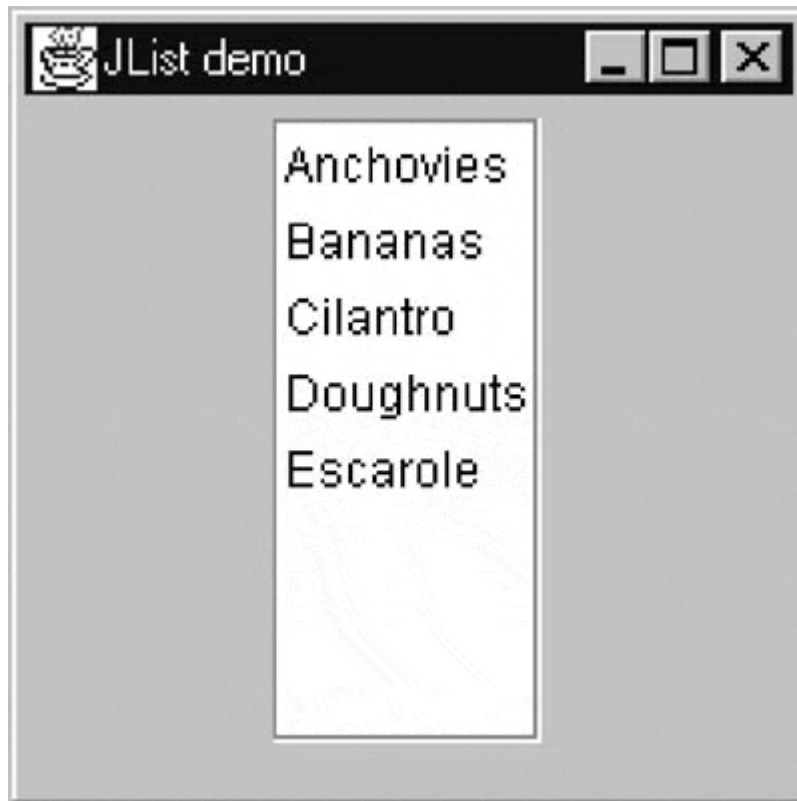 JList demo
Anchovies
Bananas
Cilantro
Doughnuts
Escarole